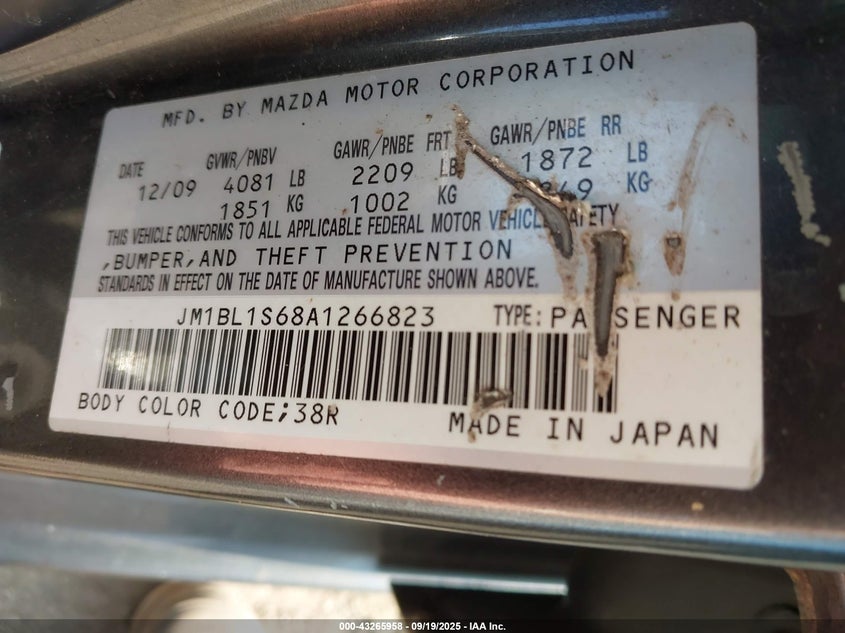 MFD. BY MAZDA MOTOR CORPORATION
DATE GVWR/PNBV GAWR/PNBE FRT GAWR/PNBE RR
12/09 4081 LB 2209 LB 1872 LB
1851 KG 1002 KG KG
THIS VEHICLE CONFORMS TO ALL APPLICABLE FEDERAL MOTOR VEHICLE SAFETY
,BUMPER,AND THEFT PREVENTION
STANDARDS IN EFFECT ON THE DATE OF MANUFACTURE SHOWN ABOVE.
JM1BL1S68A1266823 TYPE:PASSENGER
BODY COLOR CODE;38R MADE IN JAPAN
000-43265958 - 09/19/2025 - IAA Inc.